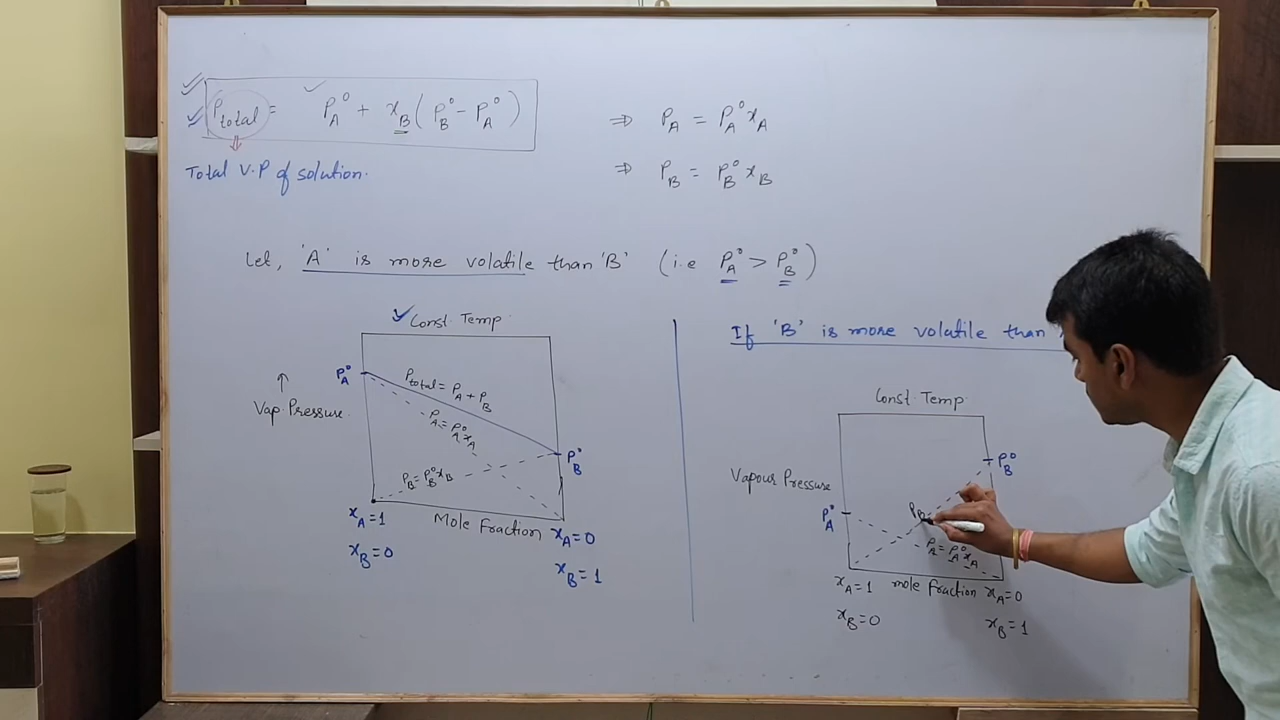 P_total = P_A° + x_B ( P_B° - P_A° )
Total V.P of solution.
⇒ P_A = P_A° x_A
⇒ P_B = P_B° x_B
Let, 'A' is more volatile than 'B' (i.e P_A° > P_B° )
Const. Temp
P_A°
↑
Vap. Pressure
P_total = P_A + P_B
P_A = P_A° x_A
P_B = P_B° x_B
P_B°
x_A = 1
Mole Fraction
x_A = 0
x_B = 0
x_B = 1
If 'B' is more volatile than
Const. Temp
P_B°
Vapour Pressure
P_A°
P_B
P_A = P_A° x_A
x_A = 1
mole fraction
x_A = 0
x_B = 0
x_B = 1